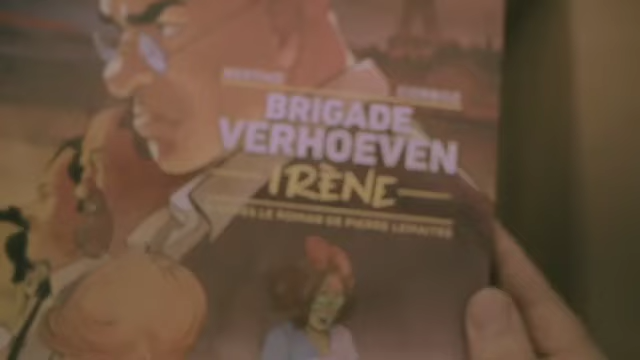 BRIGADE
VERHOEVEN
IRÈNE
LE ROMAN DE PIERRE LEMAITRE